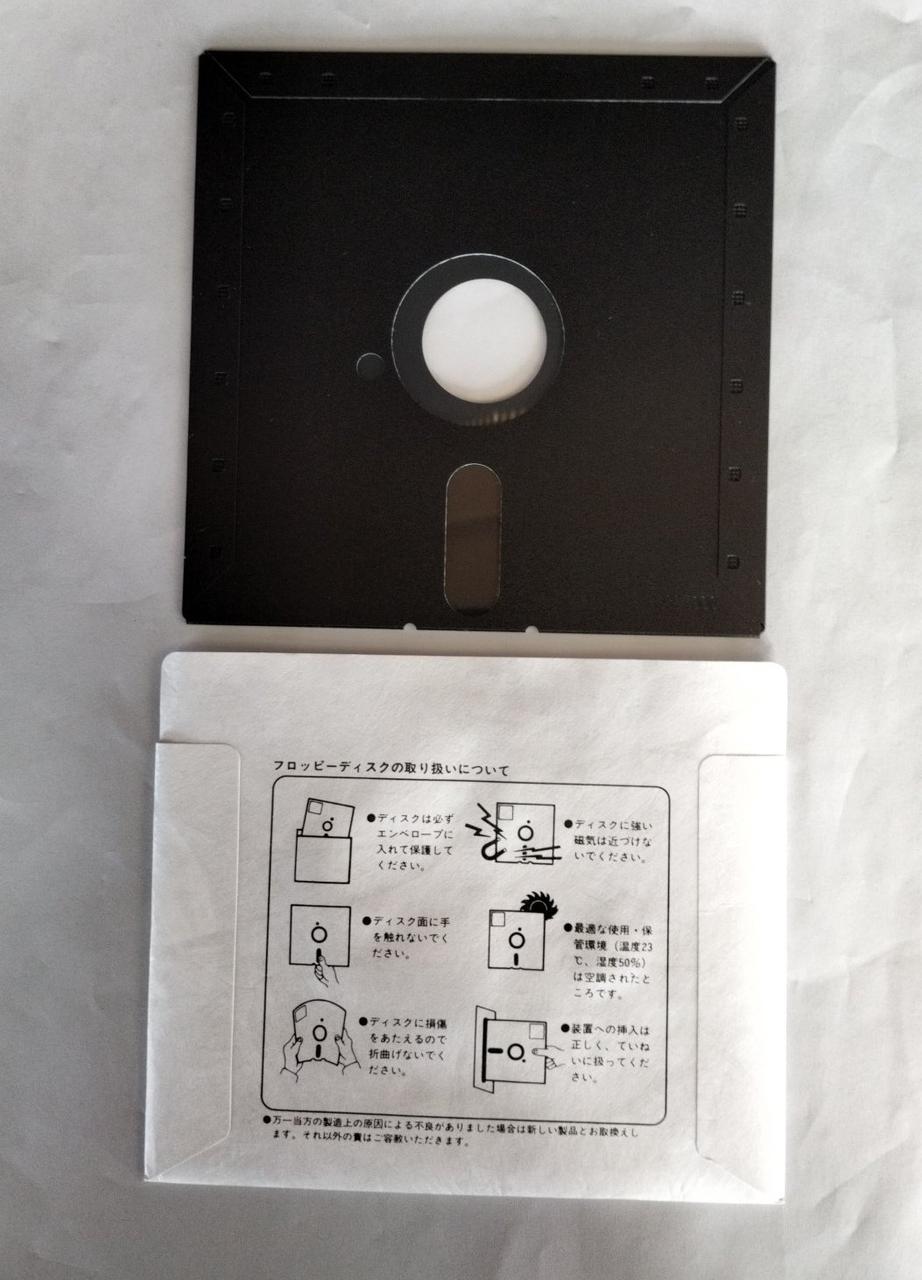 フロッピーディスクの取り扱いについて
●ディスクは必ず
エンベロープに
入れて保護して
ください。
●ディスクに強い
磁気は近づけな
いでください。
●ディスク面に手
を触れないでく
ださい。
●最適な使用・保
管環境（温度23
℃、湿度50%）
は空調されたと
ころです。
●ディスクに損傷
をあたえるので
折曲げないでく
ださい。
●装置への挿入は
正しく、ていね
いに扱ってくだ
さい。
●万一当方の製造上の原因による不良がありました場合は新しい製品とお取換えし
ます。それ以外の責はご容赦いただきます。